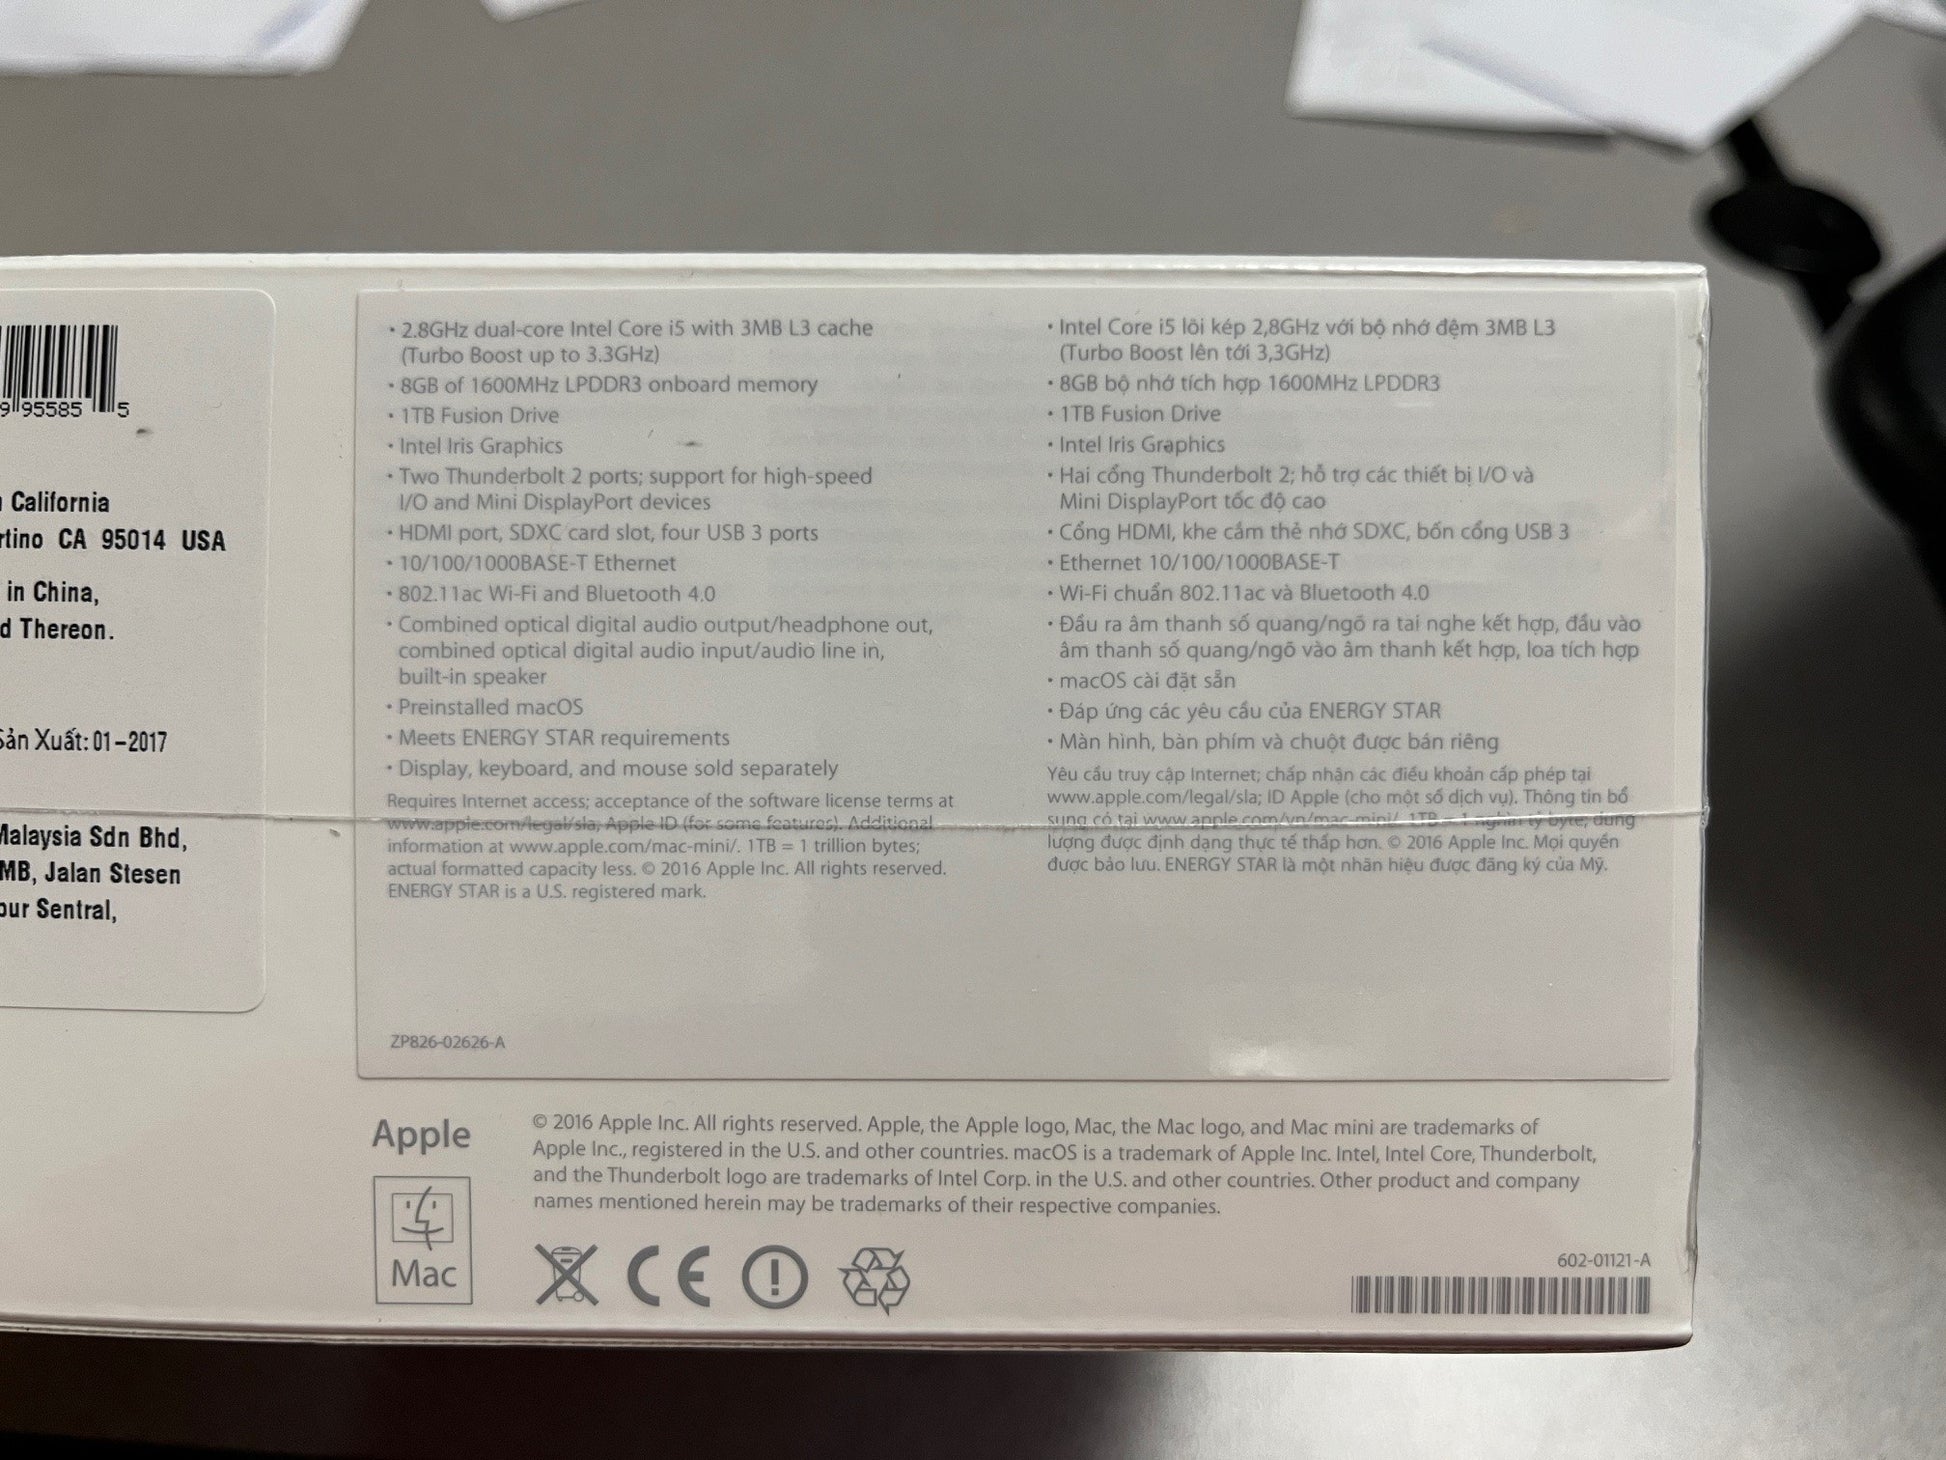 9 95585 5
California
CA 95014 USA
in China,
Thereon.
Xuất: 01-2017
Malaysia Sdn Bhd,
Jalan Stesen
Sentral,
• 2.8GHz dual-core Intel Core i5 with 3MB L3 cache
(Turbo Boost up to 3.3GHz)
• 8GB of 1600MHz LPDDR3 onboard memory
• 1TB Fusion Drive
• Intel Iris Graphics
• Two Thunderbolt 2 ports; support for high-speed
I/O and Mini DisplayPort devices
• HDMI port, SDXC card slot, four USB 3 ports
• 10/100/1000BASE-T Ethernet
• 802.11ac Wi-Fi and Bluetooth 4.0
• Combined optical digital audio output/headphone out,
combined optical digital audio input/audio line in,
built-in speaker
• Preinstalled macOS
• Meets ENERGY STAR requirements
• Display, keyboard, and mouse sold separately
Requires Internet access; acceptance of the software license terms at
www.apple.com/legal/sla; Apple ID (for some features). Additional
information at www.apple.com/mac-mini/. 1TB = 1 trillion bytes;
actual formatted capacity less. © 2016 Apple Inc. All rights reserved.
ENERGY STAR is a U.S. registered mark.
• Intel Core i5 lõi kép 2,8GHz với bộ nhớ đệm 3MB L3
(Turbo Boost lên tới 3,3GHz)
• 8GB bộ nhớ tích hợp 1600MHz LPDDR3
• 1TB Fusion Drive
• Intel Iris Graphics
• Hai cổng Thunderbolt 2; hỗ trợ các thiết bị I/O và
Mini DisplayPort tốc độ cao
• Cổng HDMI, khe cắm thẻ nhớ SDXC, bốn cổng USB 3
• Ethernet 10/100/1000BASE-T
• Wi-Fi chuẩn 802.11ac và Bluetooth 4.0
• Đầu ra âm thanh số quang/ngõ ra tai nghe kết hợp, đầu vào
âm thanh số quang/ngõ vào âm thanh kết hợp, loa tích hợp
• macOS cài đặt sẵn
• Đáp ứng các yêu cầu của ENERGY STAR
• Màn hình, bàn phím và chuột được bán riêng
Yêu cầu truy cập Internet; chấp nhận các điều khoản cấp phép tại
www.apple.com/legal/sla; ID Apple (cho một số dịch vụ). Thông tin bổ
sung có tại www.apple.com/vn/mac-mini/. 1TB = 1 nghìn tỷ byte; dung
lượng được định dạng thực tế thấp hơn. © 2016 Apple Inc. Mọi quyền
được bảo lưu. ENERGY STAR là một nhãn hiệu được đăng ký của Mỹ.
ZP826-02626-A
Apple
Mac
© 2016 Apple Inc. All rights reserved. Apple, the Apple logo, Mac, the Mac logo, and Mac mini are trademarks of
Apple Inc., registered in the U.S. and other countries. macOS is a trademark of Apple Inc. Intel, Intel Core, Thunderbolt,
and the Thunderbolt logo are trademarks of Intel Corp. in the U.S. and other countries. Other product and company
names mentioned herein may be trademarks of their respective companies.
CE
602-01121-A